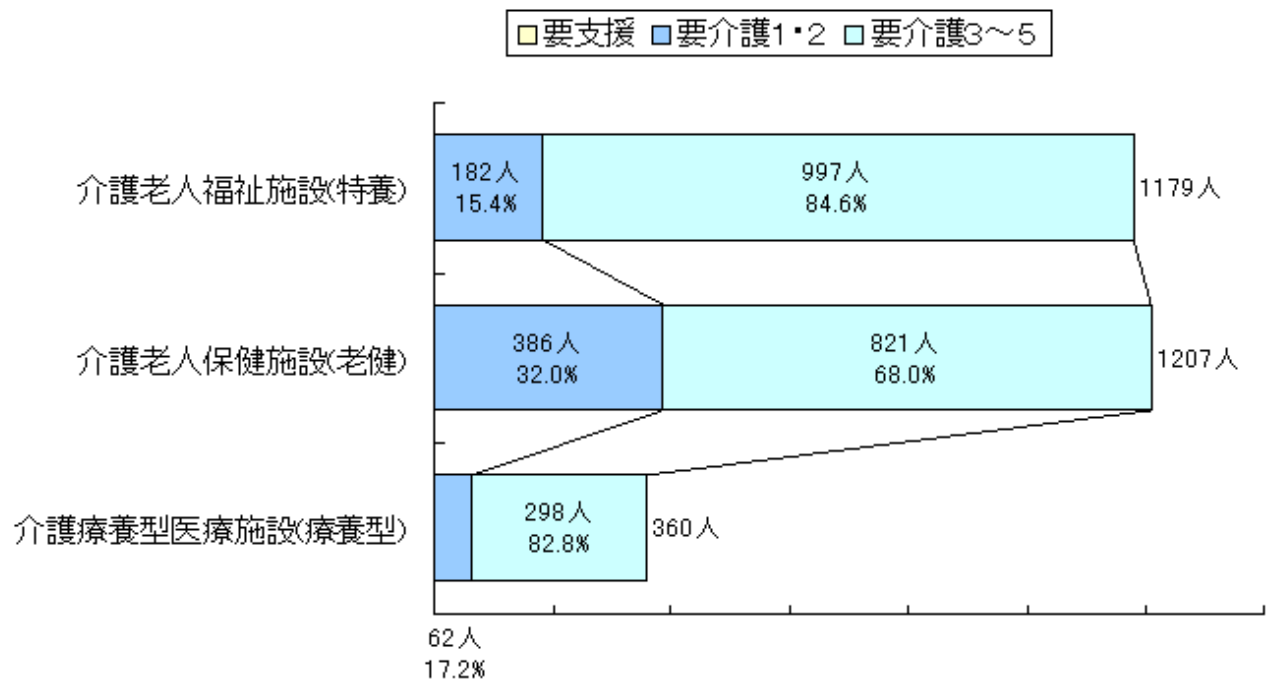 □要支援 ■要介護1・2 □要介護3～5
介護老人福祉施設(特養)
182人
15.4%
997人
84.6%
1179人
介護老人保健施設(老健)
386人
32.0%
821人
68.0%
1207人
介護療養型医療施設(療養型)
298人
82.8%
360人
62人
17.2%